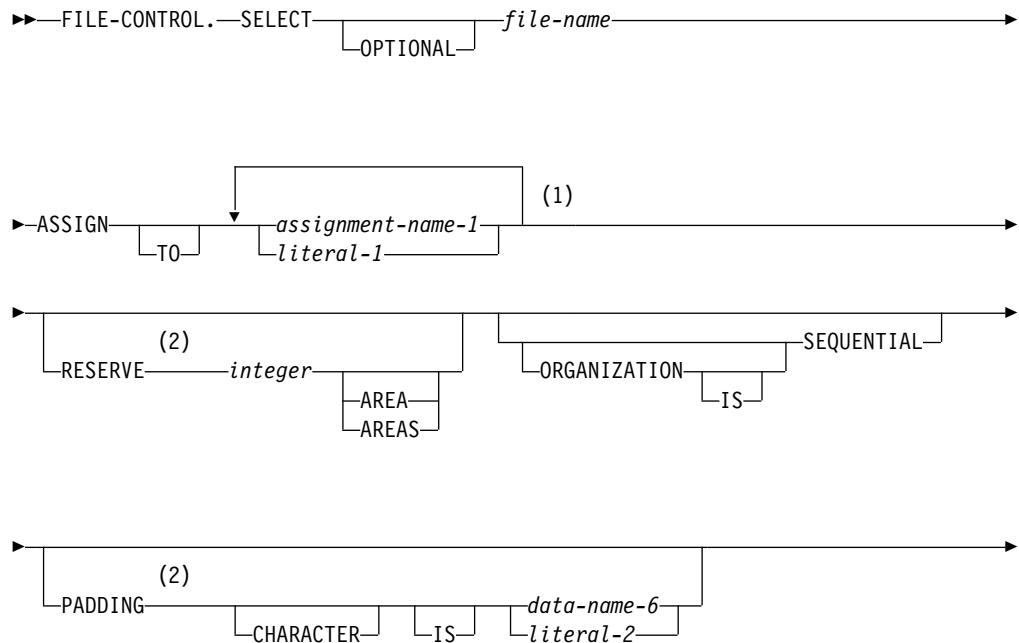 FILE-CONTROL. SELECT file-name
OPTIONAL
(1)
ASSIGN assignment-name-1
TO literal-1
(2) SEQUENTIAL
RESERVE integer ORGANIZATION
AREA IS
AREAS
(2)
PADDING data-name-6
CHARACTER IS literal-2